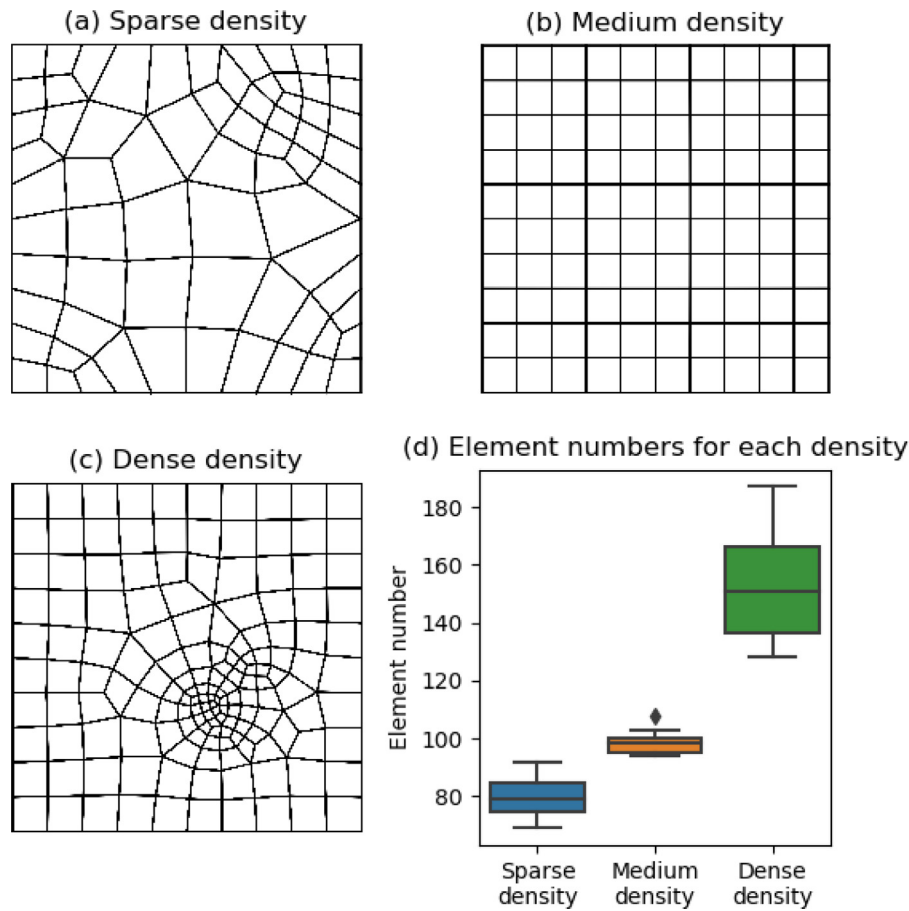 (a) Sparse density
(b) Medium density
(c) Dense density
(d) Element numbers for each density
Element number
180
160
140
120
100
80
Sparse
density
Medium
density
Dense
density